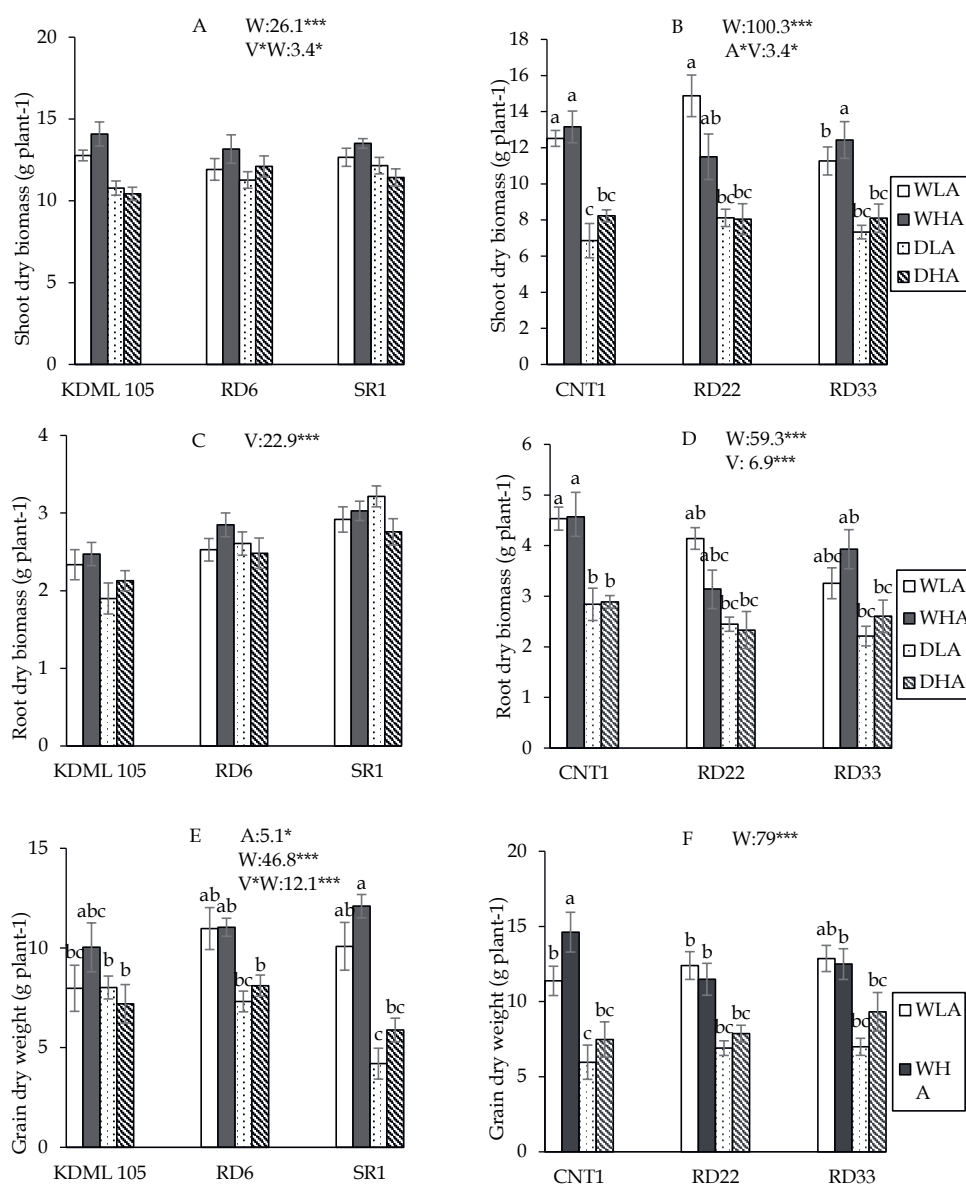 A W:26.1***
V*W:3.4*
20
15
10
5
0
Shoot dry biomass (g plant-1)
KDML 105 RD6 SR1
B W:100.3***
A*V:3.4*
18
16
14
12
10
8
6
4
2
0
Shoot dry biomass (g plant-1)
a a c bc
a ab bc bc
b a bc bc
CNT1 RD22 RD33
WLA
WHA
DLA
DHA
C V:22.9***
4
3
2
1
0
Root dry biomass (g plant-1)
KDML 105 RD6 SR1
D W:59.3***
V: 6.9***
6
5
4
3
2
1
0
Root dry biomass (g plant-1)
a a b b
ab abc bc bc
abc ab bc bc
CNT1 RD22 RD33
WLA
WHA
DLA
DHA
E A:5.1*
W:46.8***
V*W:12.1***
15
10
5
0
Grain dry weight (g plant-1)
bc abc b b
ab ab bc b
ab a c bc
KDML 105 RD6 SR1
F W:79***
20
15
10
5
0
Grain dry weight (g plant-1)
b a c bc
b b bc bc
ab b bc bc
CNT1 RD22 RD33
WLA
WH
A